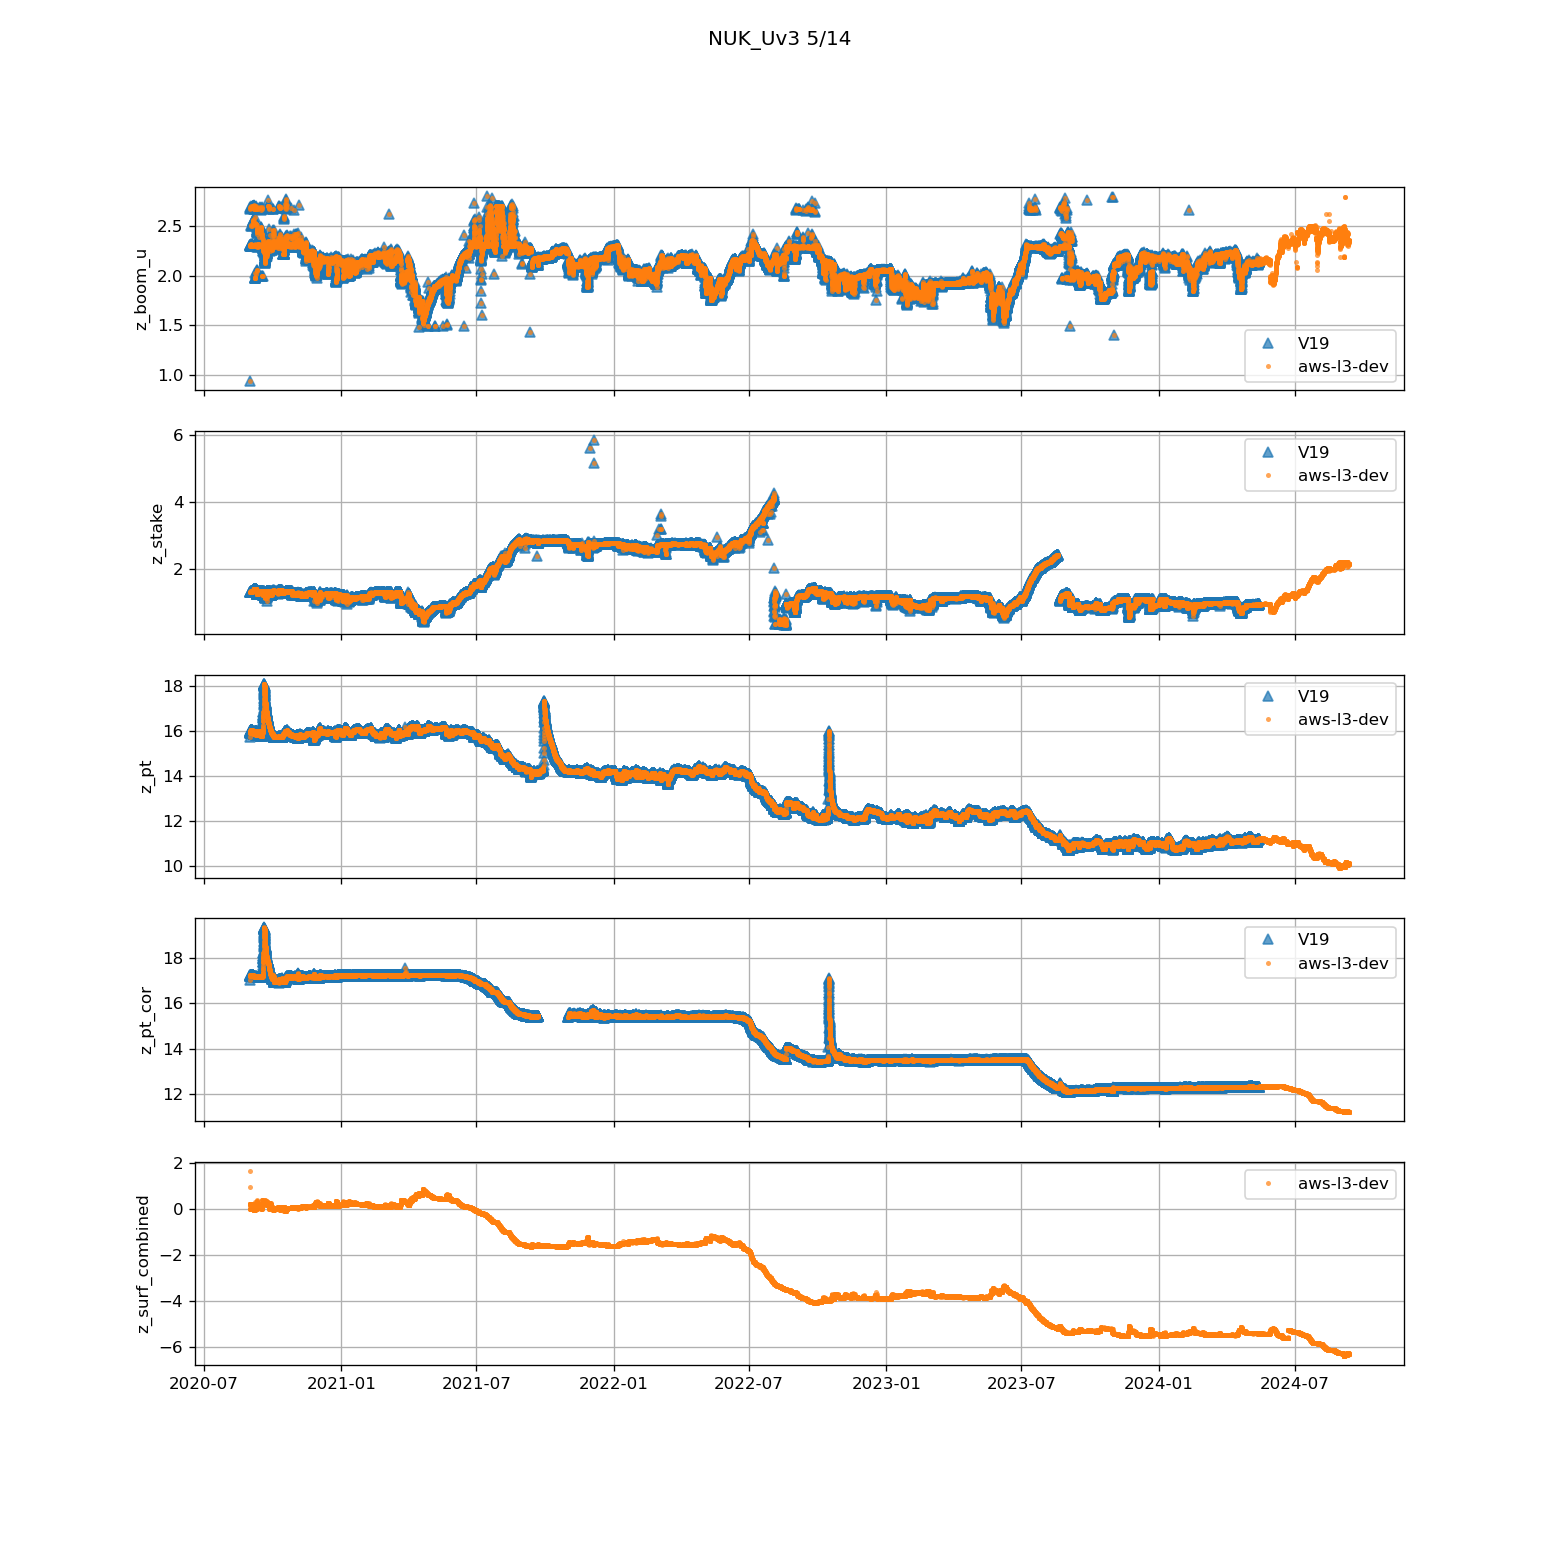 NUK_Uv3 5/14
z_boom_u
2.5
2.0
1.5
1.0
V19
aws-l3-dev
z_stake
6
4
2
V19
aws-l3-dev
z_pt
18
16
14
12
10
V19
aws-l3-dev
z_pt_cor
18
16
14
12
V19
aws-l3-dev
z_surf_combined
2
0
−2
−4
−6
aws-l3-dev
2020-07 2021-01 2021-07 2022-01 2022-07 2023-01 2023-07 2024-01 2024-07